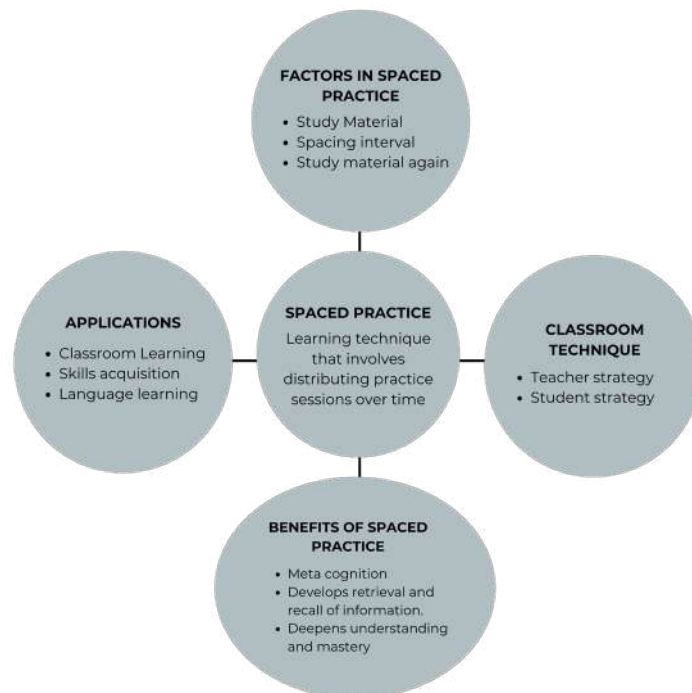 FACTORS IN SPACED
PRACTICE
• Study Material
• Spacing interval
• Study material again
APPLICATIONS
• Classroom Learning
• Skills acquisition
• Language learning
SPACED PRACTICE
Learning technique
that involves
distributing practice
sessions over time
CLASSROOM
TECHNIQUE
• Teacher strategy
• Student strategy
BENEFITS OF SPACED
PRACTICE
• Meta cognition
• Develops retrieval and
recall of information.
• Deepens understanding
and mastery